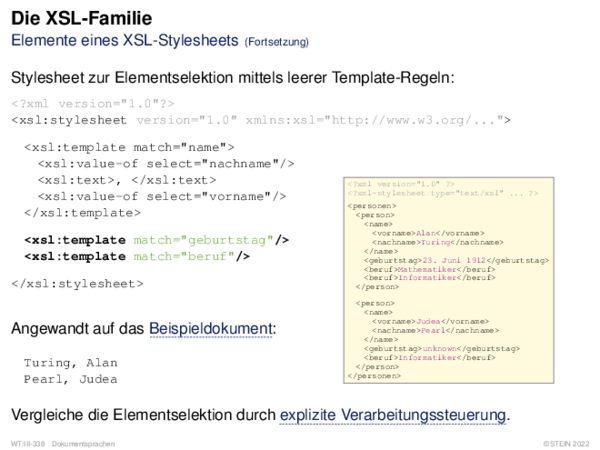 Die XSL-Familie
Elemente eines XSL-Stylesheets (Fortsetzung)
Stylesheet zur Elementselektion mittels leerer Template-Regeln:
<?xml version="1.0"?>
<xsl:stylesheet version="1.0" xmlns:xsl="http://www.w3.org/...">
<xsl:template match="name">
<xsl:value-of select="nachname"/>
<xsl:text>, </xsl:text>
<xsl:value-of select="vorname"/>
</xsl:template>
<xsl:template match="geburtstag"/>
<xsl:template match="beruf"/>
</xsl:stylesheet>
<?xml version="1.0" ?>
<?xml-stylesheet type="text/xsl" ... ?>
<personen>
<person>
<name>
<vorname>Alan</vorname>
<nachname>Turing</nachname>
</name>
<geburtstag>23. Juni 1912</geburtstag>
<beruf>Mathematiker</beruf>
<beruf>Informatiker</beruf>
</person>
<person>
<name>
<vorname>Judea</vorname>
<nachname>Pearl</nachname>
</name>
<geburtstag>unknown</geburtstag>
<beruf>Informatiker</beruf>
</person>
</personen>
Angewandt auf das Beispieldokument:
Turing, Alan
Pearl, Judea
Vergleiche die Elementselektion durch explizite Verarbeitungssteuerung.
WT:III-338 Dokumentsprachen
©STEIN 2022